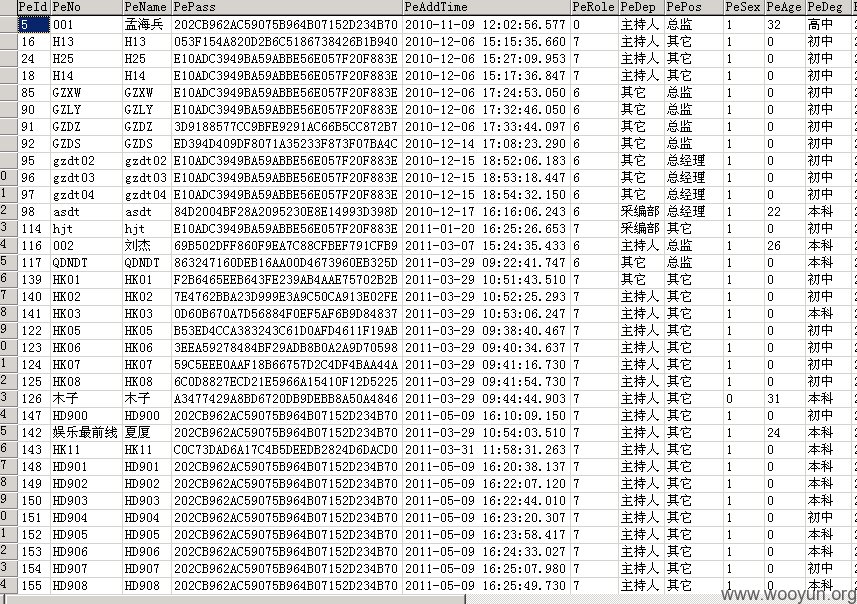 PeId PeNo PeName PePass PeAddTime PeRole PeDep PePos PeSex PeAge PeDeg
5 001 孟海兵 202CB962AC59075B964B07152D234B70 2010-11-09 12:02:56.577 0 主持人 总监 1 32 高中
16 H13 H13 053F154A820D2B6C5186738426B1B940 2010-12-06 15:15:35.660 7 主持人 其它 1 0 初中
24 H25 H25 E10ADC3949BA59ABBE56E057F20F883E 2010-12-06 15:27:09.953 7 主持人 其它 1 0 初中
18 H14 H14 E10ADC3949BA59ABBE56E057F20F883E 2010-12-06 15:17:36.847 7 主持人 其它 1 0 初中
85 GZXW GZXW E10ADC3949BA59ABBE56E057F20F883E 2010-12-06 17:24:53.050 6 其它 总监 1 0 初中
90 GZLY GZLY E10ADC3949BA59ABBE56E057F20F883E 2010-12-06 17:32:46.050 6 其它 总监 1 0 初中
91 GZDZ GZDZ 3D9188577CC9BFE9291AC66B5CC872B7 2010-12-06 17:33:44.097 6 其它 总监 1 0 初中
92 GZDS GZDS ED394D409DF8071A35233F873F07BA4C 2010-12-14 17:08:23.290 6 其它 总监 1 0 初中
95 gzdt02 gzdt02 E10ADC3949BA59ABBE56E057F20F883E 2010-12-15 18:52:06.183 6 其它 总经理 1 0 初中
0 96 gzdt03 gzdt03 E10ADC3949BA59ABBE56E057F20F883E 2010-12-15 18:53:18.447 6 其它 总经理 1 0 初中
1 97 gzdt04 gzdt04 E10ADC3949BA59ABBE56E057F20F883E 2010-12-15 18:54:32.150 6 其它 总经理 1 0 初中
2 98 asdt asdt 84D2004BF28A2095230E8E14993D398D 2010-12-17 16:16:06.243 6 采编部 总经理 1 22 本科
3 114 hjt hjt E10ADC3949BA59ABBE56E057F20F883E 2011-01-20 16:25:26.653 7 采编部 其它 1 0 初中
4 116 002 刘杰 69B502DFF860F9EA7C88CFBEF791CFB9 2011-03-07 15:24:35.433 6 主持人 总监 1 26 本科
5 117 QDNDT QDNDT 863247160DEB16AA00D4673960EB325D 2011-03-29 09:22:41.747 6 其它 总监 1 0 初中
6 139 HK01 HK01 F2B6465EEB643FE239AB4AAE75702B2B 2011-03-29 10:51:43.510 7 其它 其它 1 0 初中
7 140 HK02 HK02 7E4762BBA23D999E3A9C50CA913E02FE 2011-03-29 10:52:25.293 7 主持人 其它 1 0 初中
8 141 HK03 HK03 0D60B670A7D56884F0EF5AF6B9D84837 2011-03-29 10:53:06.247 7 主持人 其它 1 0 本科
9 122 HK05 HK05 B53ED4CCA383243C61D0AFD4611F19AB 2011-03-29 09:38:40.467 7 主持人 其它 1 0 初中
0 123 HK06 HK06 3EEA59278484BF29ADB8B0A2A9D70598 2011-03-29 09:40:34.637 7 主持人 其它 1 0 初中
1 124 HK07 HK07 59C5EEE0AAF18B66757D2C4DF4BAA44A 2011-03-29 09:41:16.730 7 主持人 其它 1 0 初中
2 125 HK08 HK08 6C0D8827ECD21E5966A15410F12D5225 2011-03-29 09:41:54.730 7 主持人 其它 1 0 初中
3 126 木子 木子 A3477429A8BD6720DB9DEBB8A50A4846 2011-03-29 09:44:44.903 7 主持人 其它 0 31 本科
4 147 HD900 HD900 202CB962AC59075B964B07152D234B70 2011-05-09 16:10:09.150 7 主持人 其它 1 0 初中
5 142 娱乐最前线 夏厦 202CB962AC59075B964B07152D234B70 2011-03-29 10:54:03.510 7 主持人 其它 1 24 本科
6 143 HK11 HK11 C0C73DAD6A17C4B5DEEDB2824D6DACD0 2011-03-31 11:58:31.263 7 主持人 其它 1 0 初中
7 148 HD901 HD901 202CB962AC59075B964B07152D234B70 2011-05-09 16:20:38.137 7 主持人 其它 1 0 本科
8 149 HD902 HD902 202CB962AC59075B964B07152D234B70 2011-05-09 16:22:07.120 7 主持人 其它 1 0 本科
9 150 HD903 HD903 202CB962AC59075B964B07152D234B70 2011-05-09 16:22:44.010 7 主持人 其它 1 0 本科
0 151 HD904 HD904 202CB962AC59075B964B07152D234B70 2011-05-09 16:23:20.307 7 主持人 其它 1 0 初中
1 152 HD905 HD905 202CB962AC59075B964B07152D234B70 2011-05-09 16:23:58.417 7 主持人 其它 1 0 本科
2 153 HD906 HD906 202CB962AC59075B964B07152D234B70 2011-05-09 16:24:33.027 7 主持人 其它 1 0 本科
3 154 HD907 HD907 202CB962AC59075B964B07152D234B70 2011-05-09 16:25:07.980 7 主持人 其它 1 0 初中
4 155 HD908 HD908 202CB962AC59075B964B07152D234B70 2011-05-09 16:25:49.730 7 主持人 其它 1 0 本科
www.wooyun.org